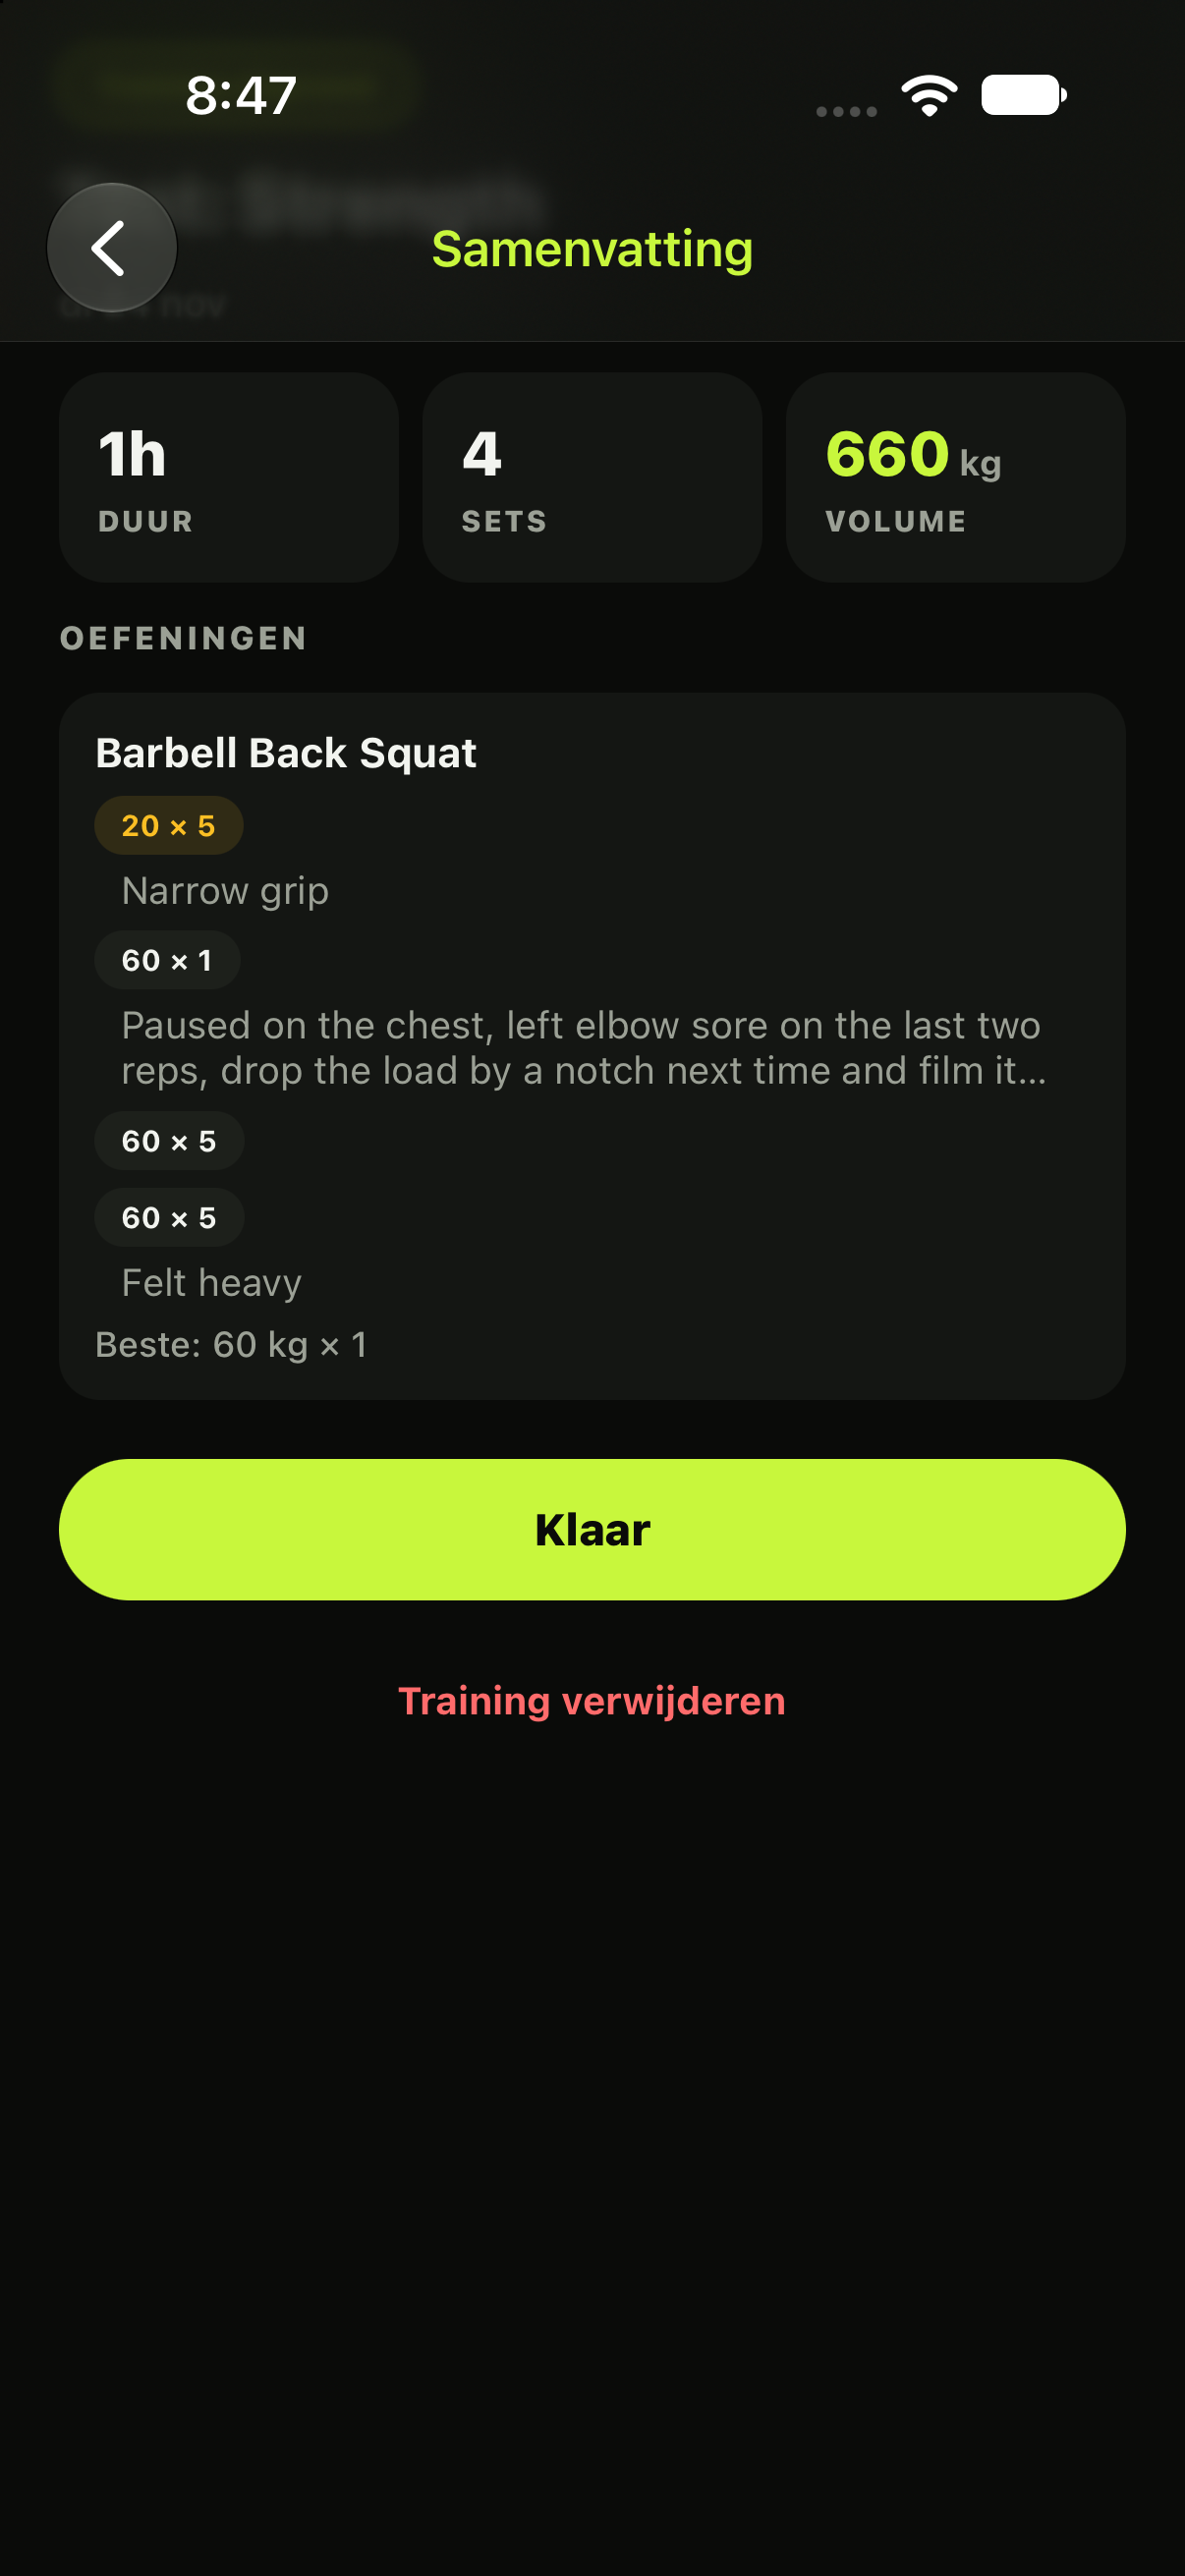 8:47
Strength
Samenvatting
nov
1h
DUUR
4
SETS
660 kg
VOLUME
OEFENINGEN
Barbell Back Squat
20 × 5
Narrow grip
60 × 1
Paused on the chest, left elbow sore on the last two
reps, drop the load by a notch next time and film it...
60 × 5
60 × 5
Felt heavy
Beste: 60 kg × 1
Klaar
Training verwijderen